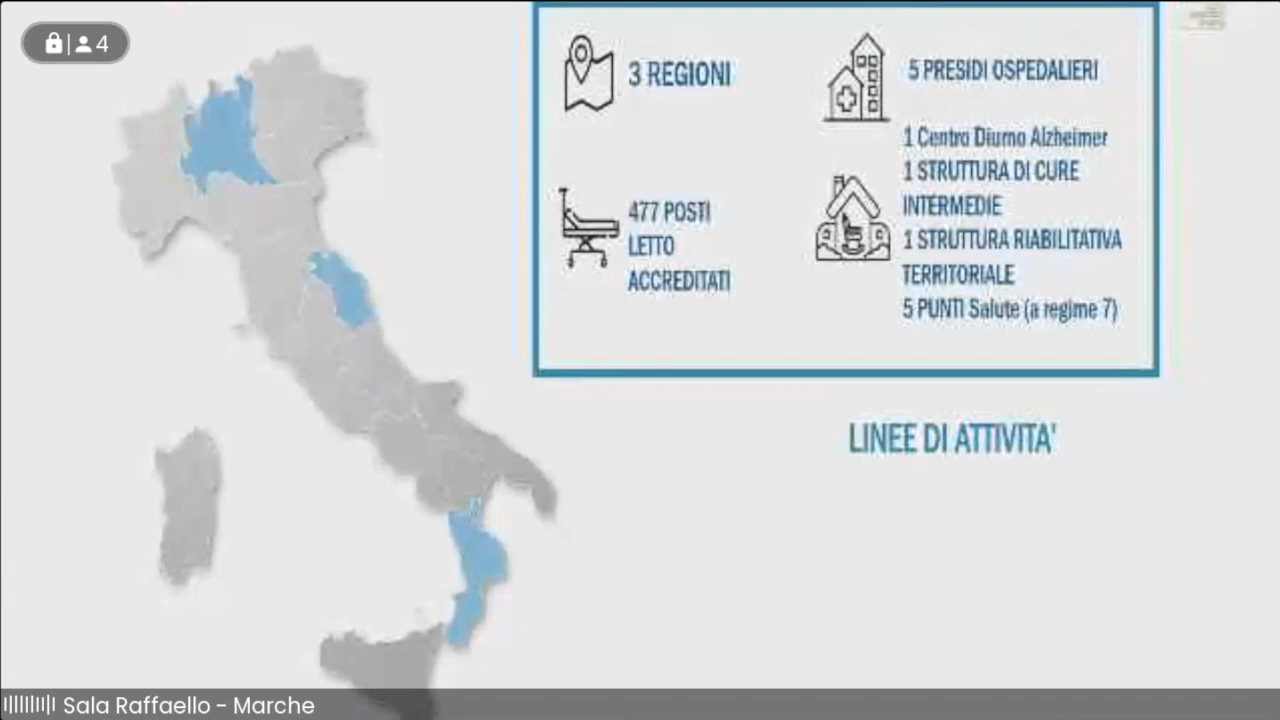 4
3 REGIONI
5 PRESIDI OSPEDALIERI
1 Centro Diurno Alzheimer
1 STRUTTURA DI CURE
INTERMEDIE
1 STRUTTURA RIABILITATIVA
TERRITORIALE
5 PUNTI Salute (a regime 7)
477 POSTI
LETTO
ACCREDITATI
LINEE DI ATTIVITA'
Sala Raffaello - Marche